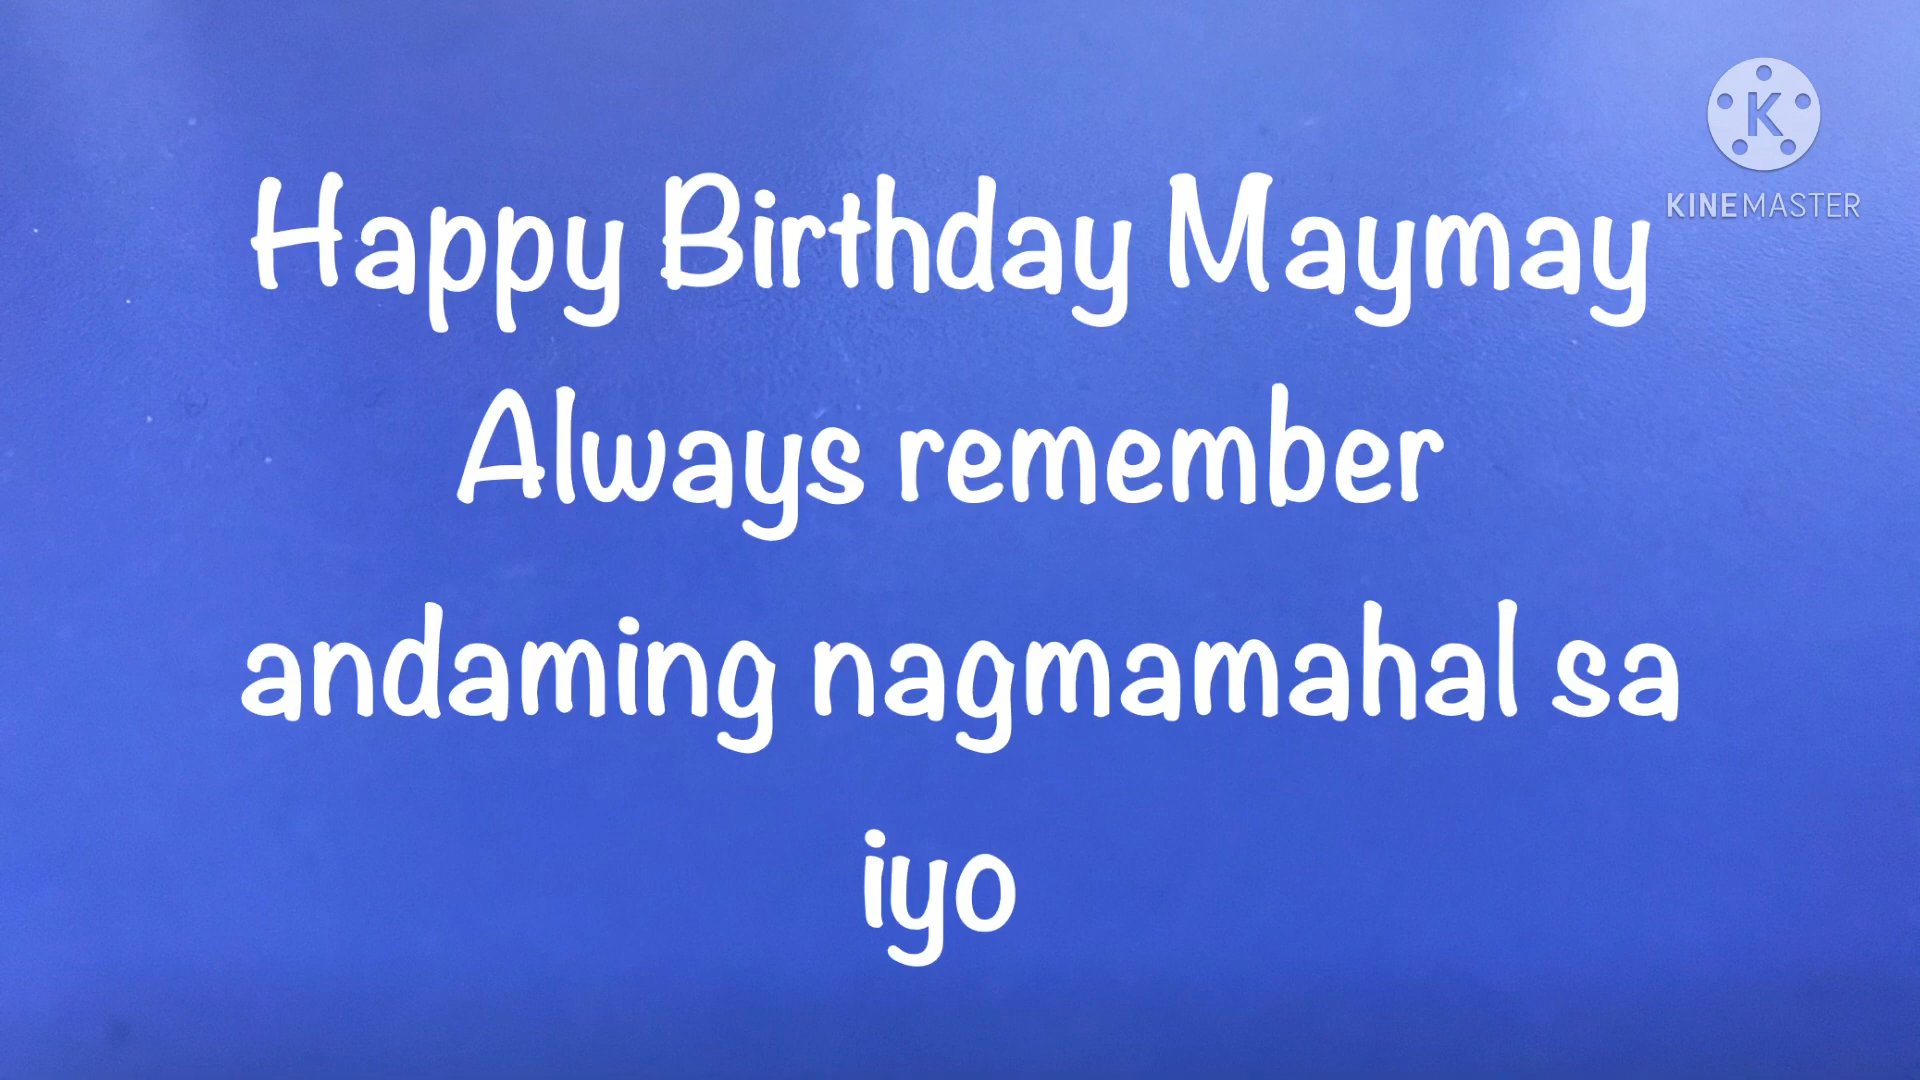 Happy Birthday Maymay
Always remember
andaming nagmamahal sa
iyo
K
KINEMASTER